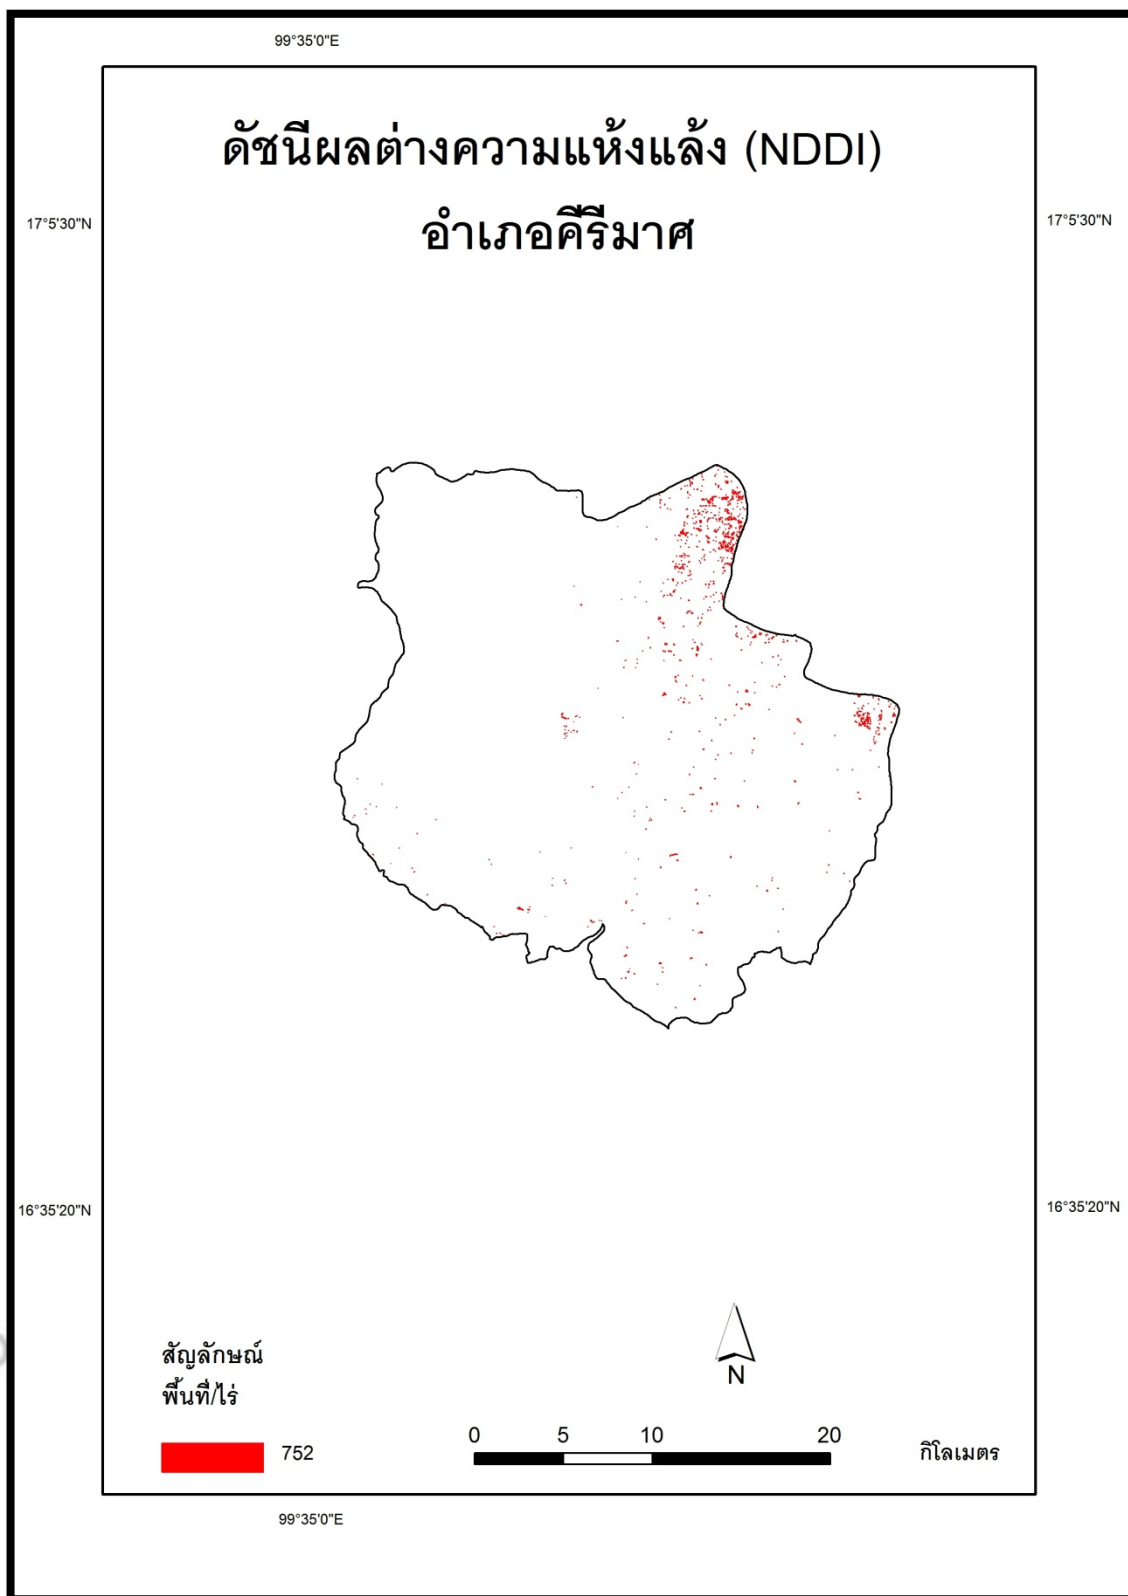 99°35'0"E
ดัชนีผลต่างความแห้งแล้ง (NDDI)
อำเภอคีรีมาศ
17°5'30"N
17°5'30"N
16°35'20"N
16°35'20"N
N
สัญลักษณ์
พื้นที่/ไร่
752
0 5 10 20
กิโลเมตร
99°35'0"E